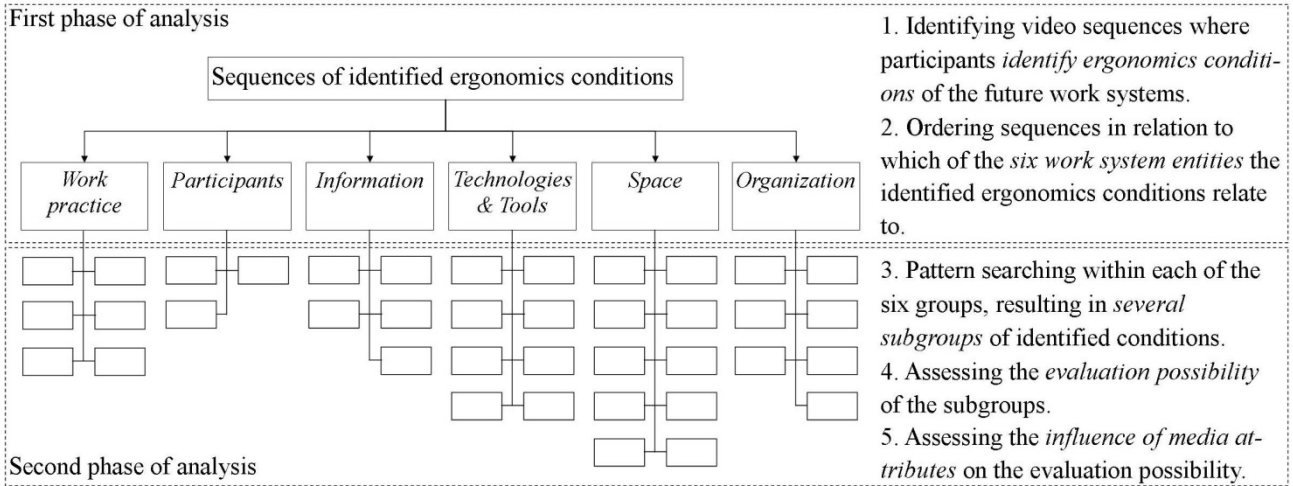 First phase of analysis
Sequences of identified ergonomics conditions
Work
practice
Participants
Information
Technologies
& Tools
Space
Organization
1. Identifying video sequences where
participants identify ergonomics conditi-
ons of the future work systems.
2. Ordering sequences in relation to
which of the six work system entities the
identified ergonomics conditions relate
to.
3. Pattern searching within each of the
six groups, resulting in several
subgroups of identified conditions.
4. Assessing the evaluation possibility
of the subgroups.
5. Assessing the influence of media at-
tributes on the evaluation possibility.
Second phase of analysis